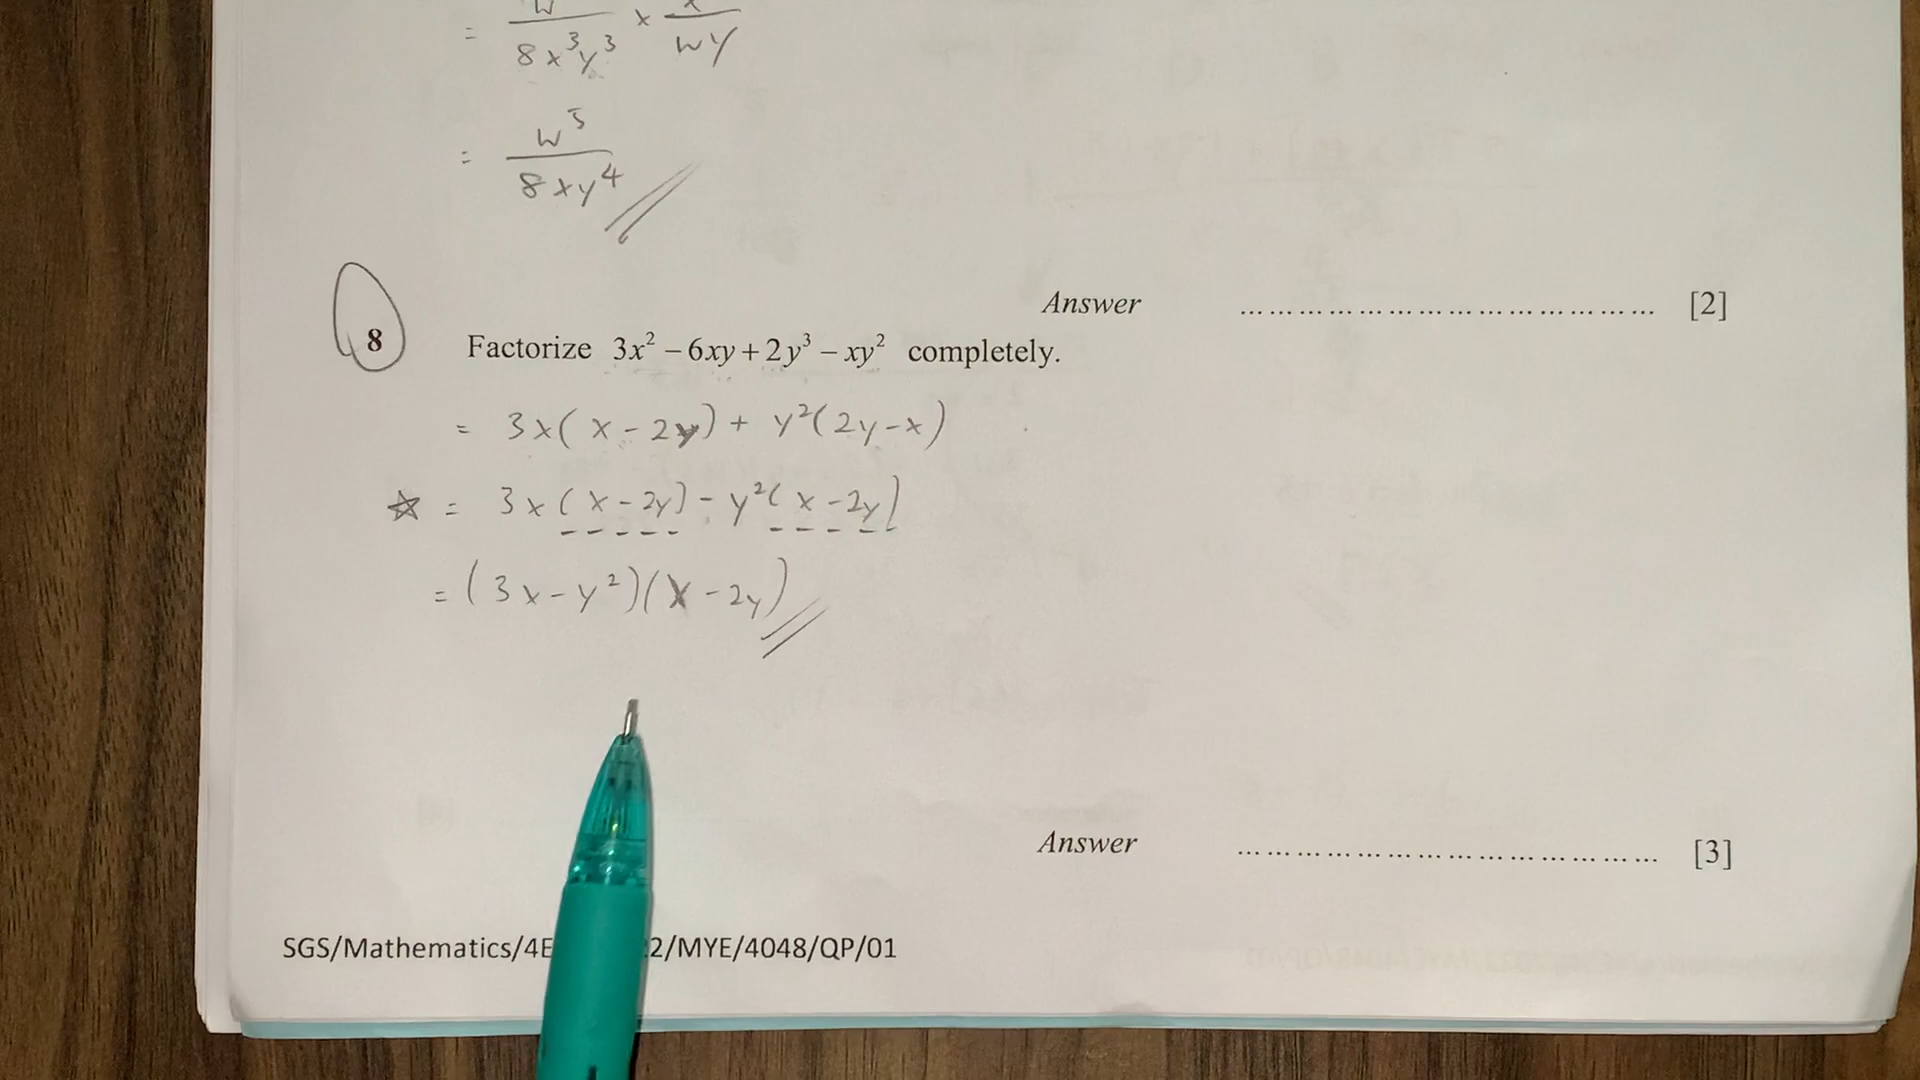 = W / 8x³y³ × x / wy
= w⁵ / 8xy⁴
Answer ........................................ [2]
8 Factorize 3x² – 6xy + 2y³ – xy² completely.
= 3x(x - 2y) + y²(2y - x)
☆ = 3x(x - 2y) - y²(x - 2y)
= (3x - y²)(x - 2y)
Answer ........................................ [3]
SGS/Mathematics/4E 2/MYE/4048/QP/01